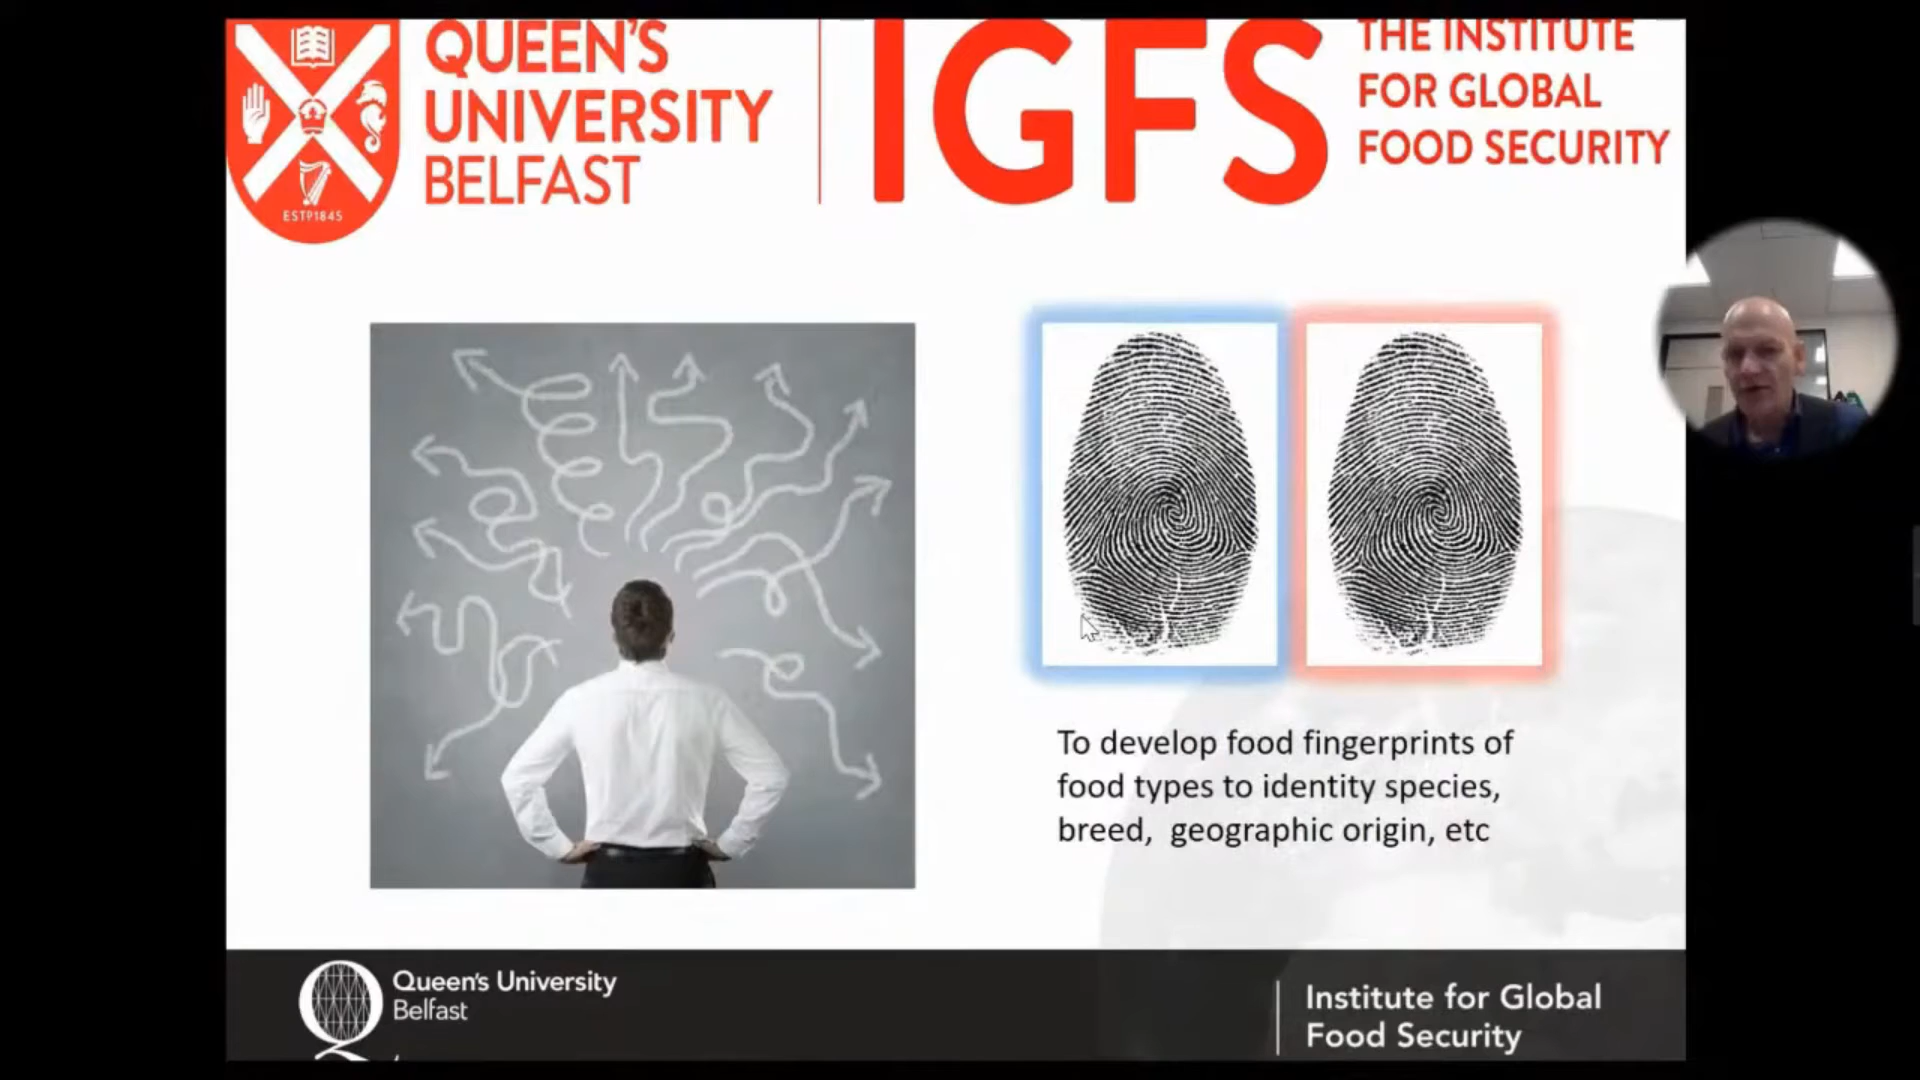 QUEEN'S
UNIVERSITY
BELFAST
ESTD1845
IGFS
THE INSTITUTE
FOR GLOBAL
FOOD SECURITY
To develop food fingerprints of
food types to identity species,
breed, geographic origin, etc
Queen's University
Belfast
Institute for Global
Food Security